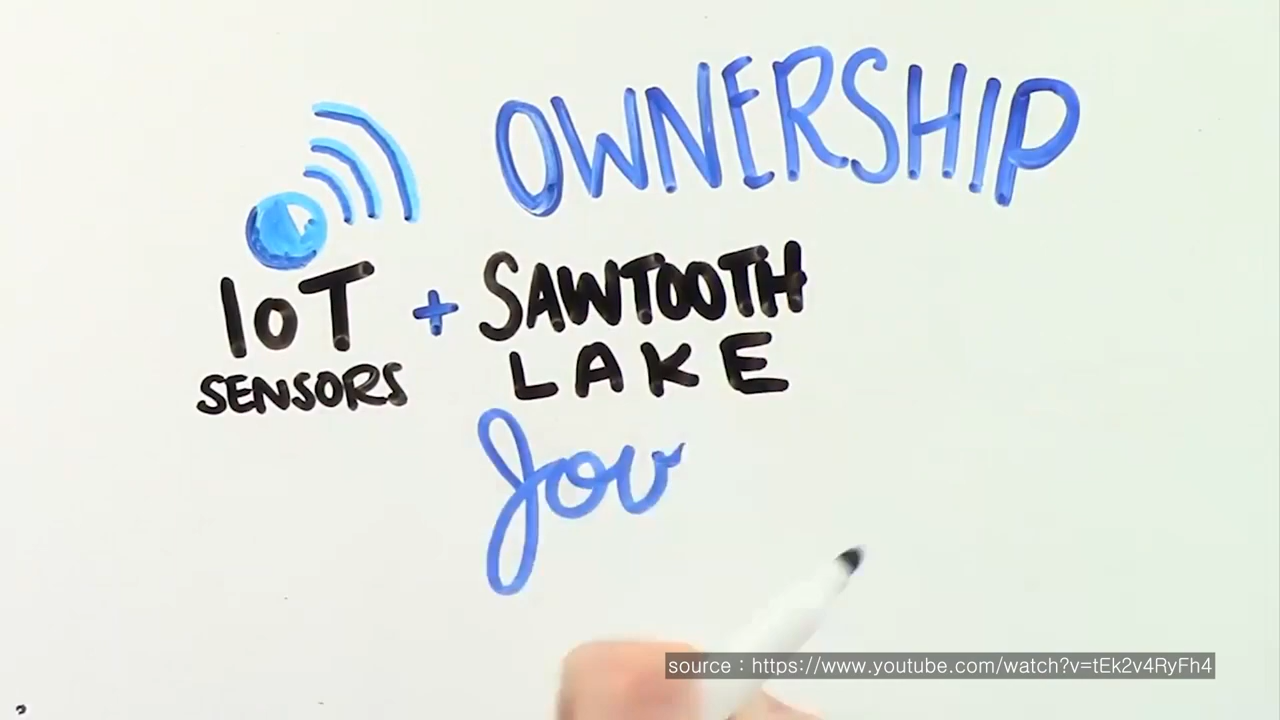 OWNERSHIP
IoT + SAWTOOTH
SENSORS LAKE
Jou
source : https://www.youtube.com/watch?v=tEk2v4RyFh4